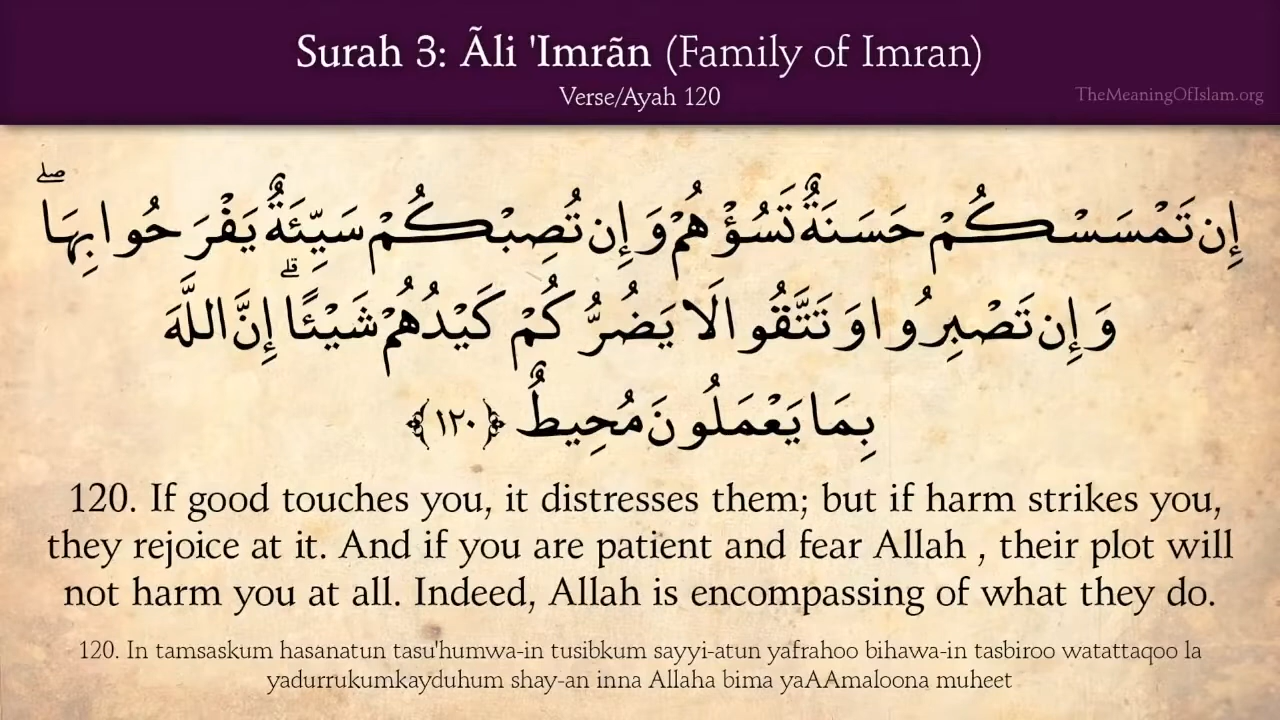 Surah 3: Ãli 'Imrãn (Family of Imran)
Verse/Ayah 120
TheMeaningOfIslam.org
إِن تَمْسَسْكُمْ حَسَنَةٌ تَسُؤْهُمْ وَإِن تُصِبْكُمْ سَيِّئَةٌ يَفْرَحُوا بِهَا ۖ
وَإِن تَصْبِرُوا وَتَتَّقُوا لَا يَضُرُّكُمْ كَيْدُهُمْ شَيْئًا ۗ إِنَّ اللَّهَ
بِمَا يَعْمَلُونَ مُحِيطٌ ﴿١٢٠﴾
120. If good touches you, it distresses them; but if harm strikes you,
they rejoice at it. And if you are patient and fear Allah , their plot will
not harm you at all. Indeed, Allah is encompassing of what they do.
120. In tamsaskum hasanatun tasu'humwa-in tusibkum sayyi-atun yafrahoo bihawa-in tasbiroo watattaqoo la
yadurrukumkayduhum shay-an inna Allaha bima yaAAmaloona muheet